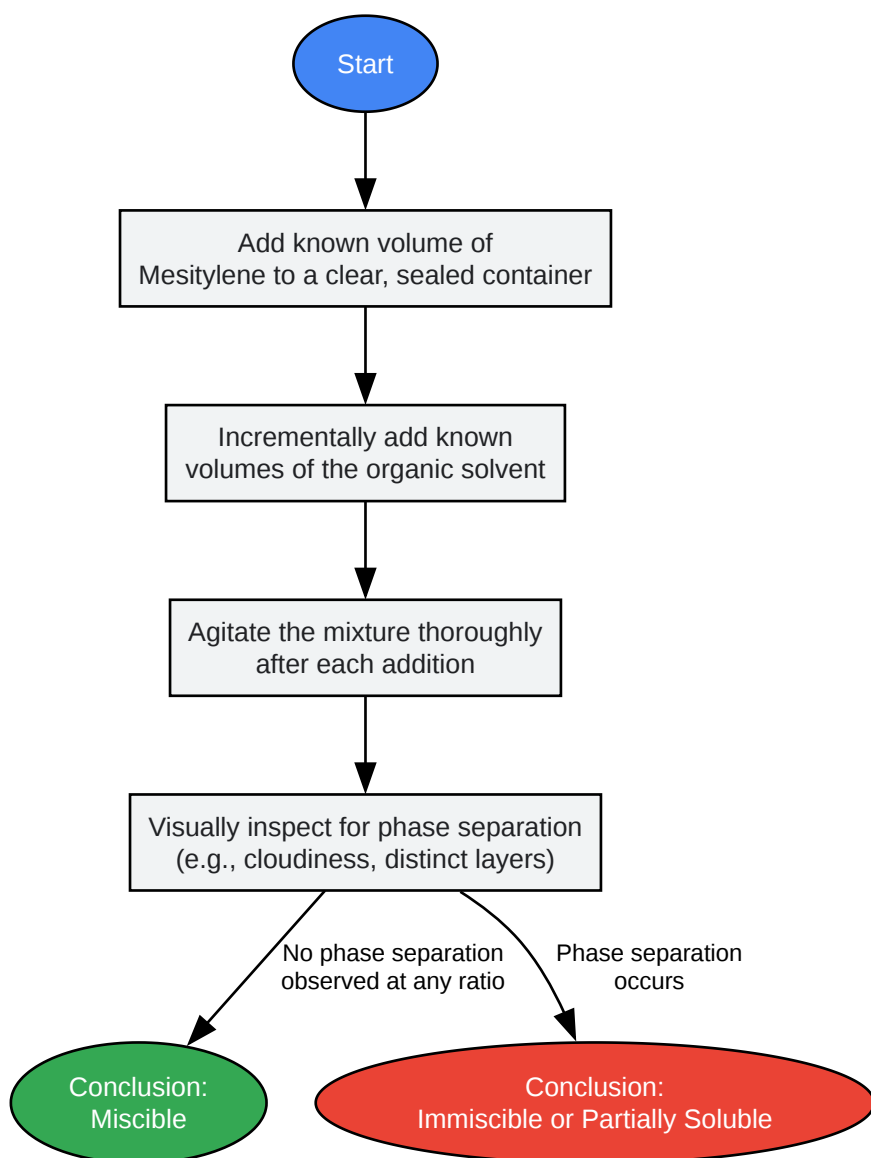 Start
Add known volume of
Mesitylene to a clear, sealed container
Incrementally add known
volumes of the organic solvent
Agitate the mixture thoroughly
after each addition
Visually inspect for phase separation
(e.g., cloudiness, distinct layers)
No phase separation
observed at any ratio
Phase separation
occurs
Conclusion:
Miscible
Conclusion:
Immiscible or Partially Soluble